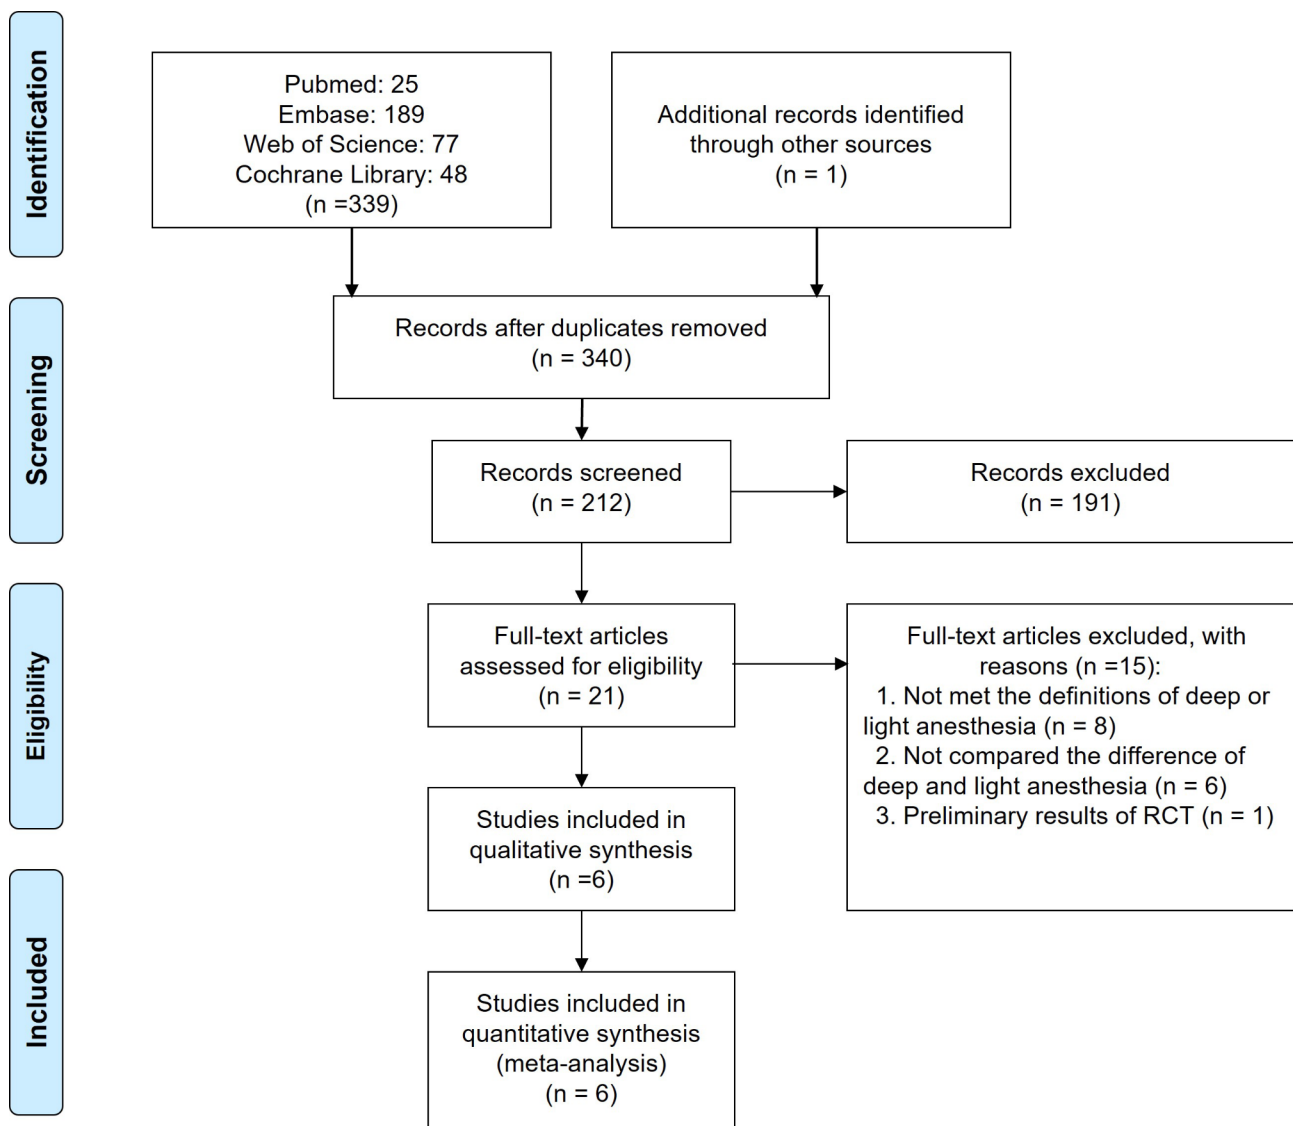 Identification
Pubmed: 25
Embase: 189
Web of Science: 77
Cochrane Library: 48
(n =339)
Additional records identified
through other sources
(n = 1)
Screening
Records after duplicates removed
(n = 340)
Records screened
(n = 212)
Records excluded
(n = 191)
Eligibility
Full-text articles
assessed for eligibility
(n = 21)
Full-text articles excluded, with
reasons (n =15):
1. Not met the definitions of deep or
light anesthesia (n = 8)
2. Not compared the difference of
deep and light anesthesia (n = 6)
3. Preliminary results of RCT (n = 1)
Studies included in
qualitative synthesis
(n =6)
Included
Studies included in
quantitative synthesis
(meta-analysis)
(n = 6)